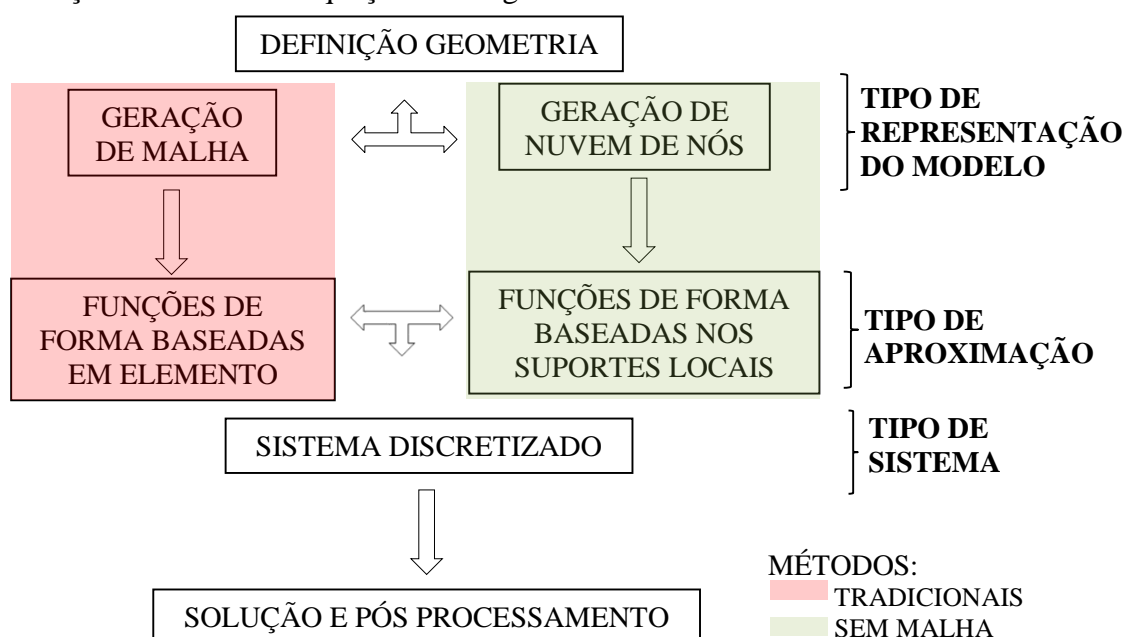 DEFINIÇÃO GEOMETRIA
GERAÇÃO
DE MALHA
GERAÇÃO DE
NUVEM DE NÓS
TIPO DE
REPRESENTAÇÃO
DO MODELO
FUNÇÕES DE
FORMA BASEADAS
EM ELEMENTO
FUNÇÕES DE FORMA
BASEADAS NOS
SUPORTES LOCAIS
TIPO DE
APROXIMAÇÃO
SISTEMA DISCRETIZADO
TIPO DE
SISTEMA
SOLUÇÃO E PÓS PROCESSAMENTO
MÉTODOS:
TRADICIONAIS
SEM MALHA